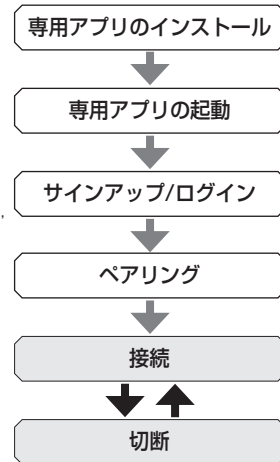 専用アプリのインストール
専用アプリの起動
サインアップ/ログイン
ペアリング
接続
切断